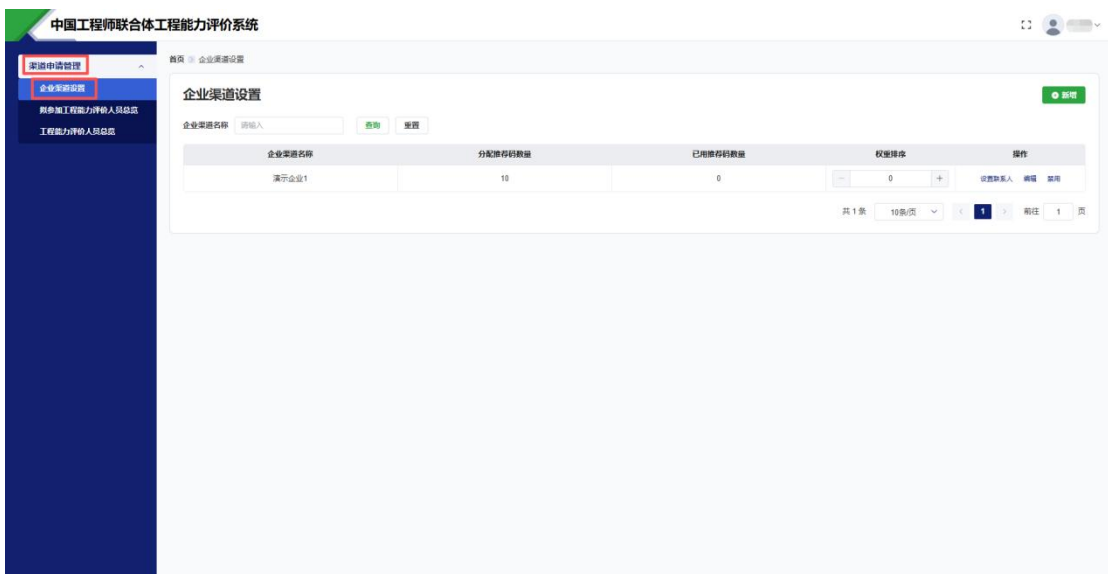 中国工程师联合体工程能力评价系统
渠道申请管理
企业渠道设置
拟参加工程能力评价人员总览
工程能力评价人员总览
首页 企业渠道设置
企业渠道设置
新增
企业渠道名称 请输入 查询 重置
企业渠道名称 分配推荐码数量 已用推荐码数量 权重排序 操作
演示企业1 10 0 - 0 + 设置联系人 编辑 禁用
共 1 条 10条/页 < 1 > 前往 1 页